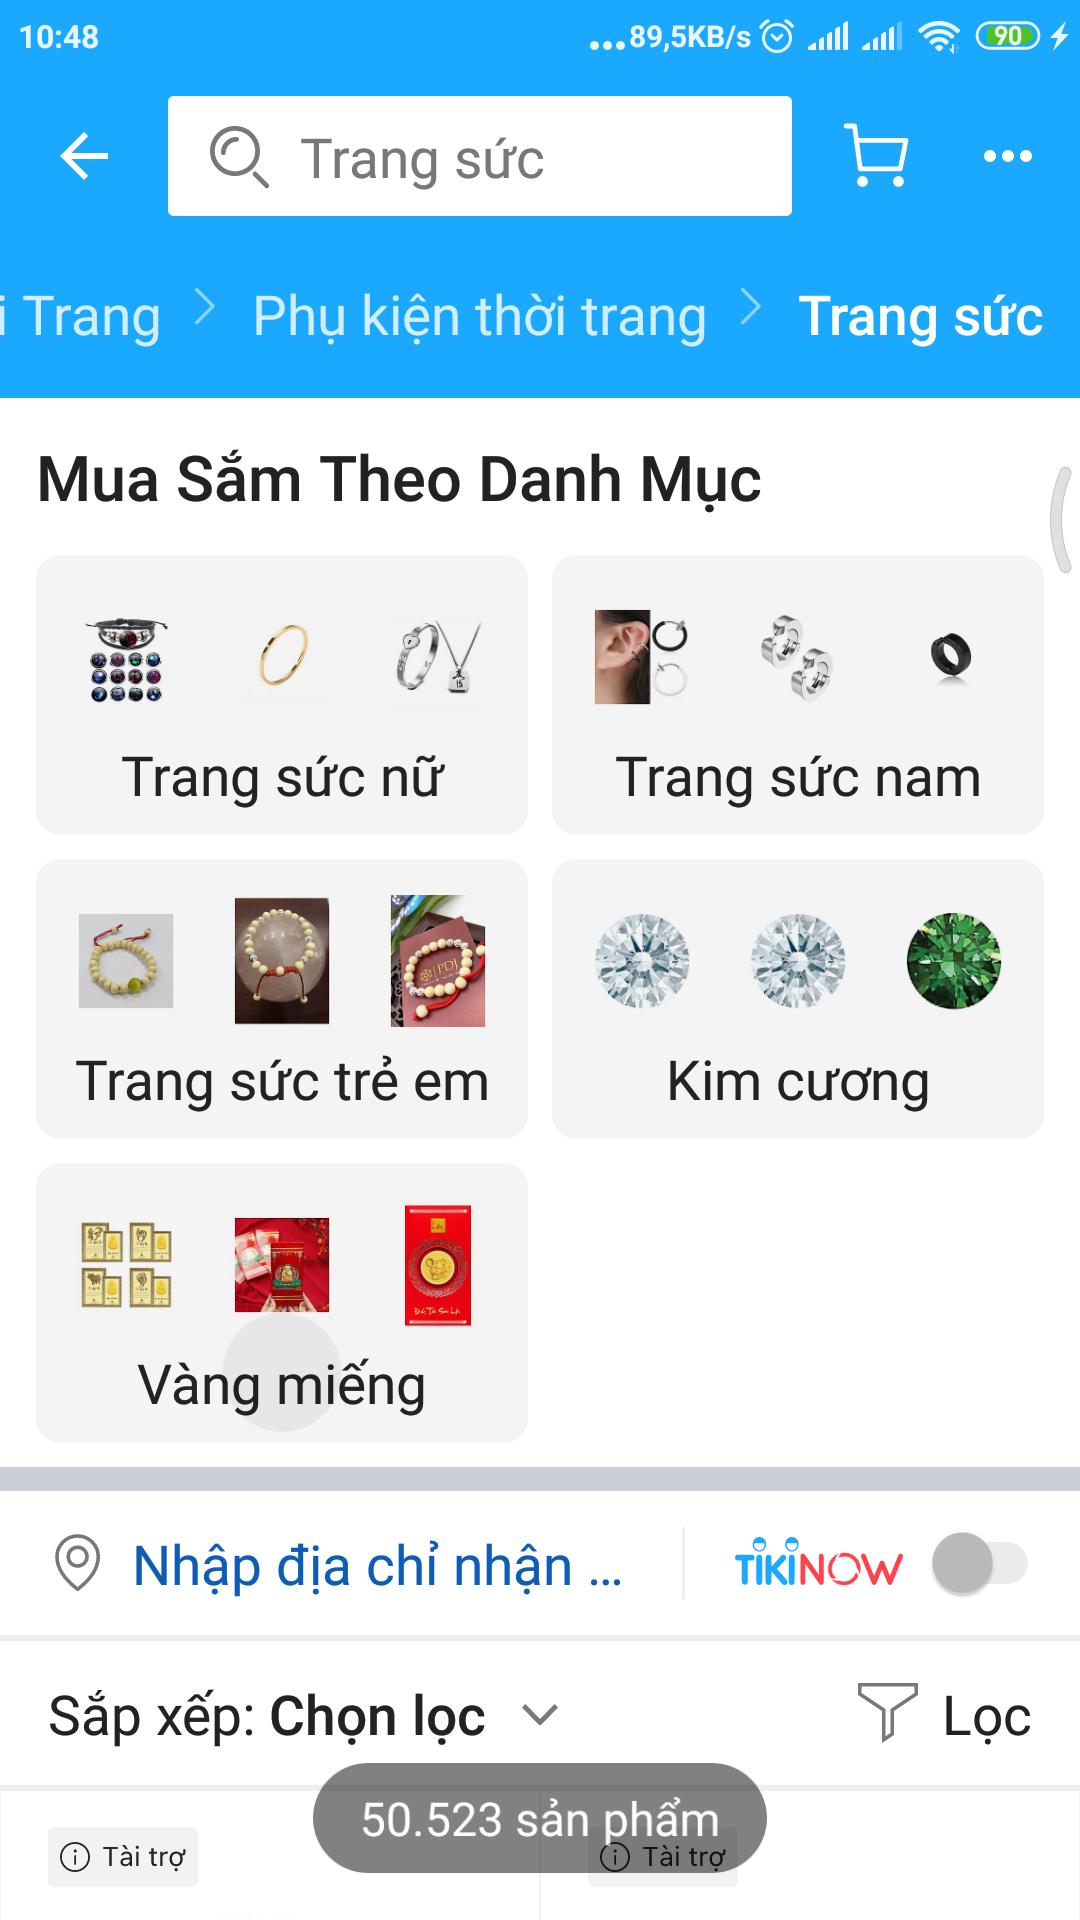 10:48
...89,5KB/s
90
Trang sức
i Trang
Phụ kiện thời trang
Trang sức
Mua Sắm Theo Danh Mục
Trang sức nữ
Trang sức nam
Trang sức trẻ em
Kim cương
Vàng miếng
Nhập địa chỉ nhận ...
TIKINOW
Sắp xếp: Chọn lọc
Lọc
50.523 sản phẩm
Tài trợ
Tài trợ